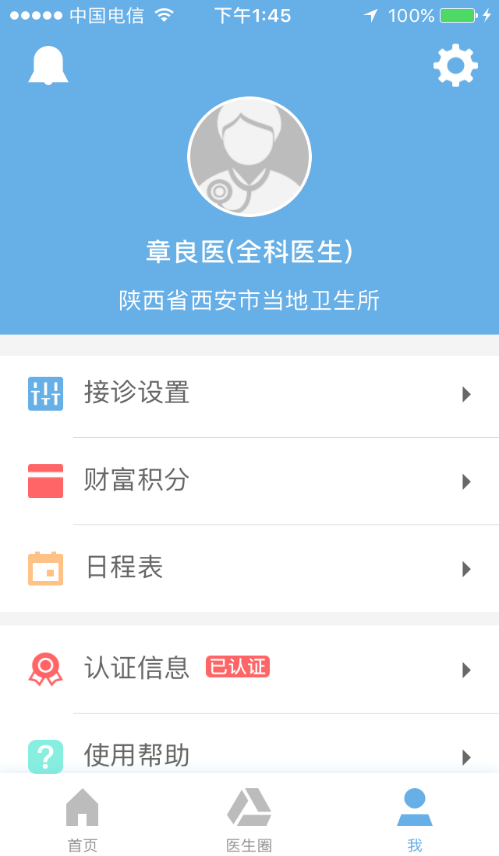 中国电信 下午1:45 100%
章良医(全科医生)
陕西省西安市当地卫生所
接诊设置
财富积分
日程表
认证信息 已认证
使用帮助
首页 医生圈 我